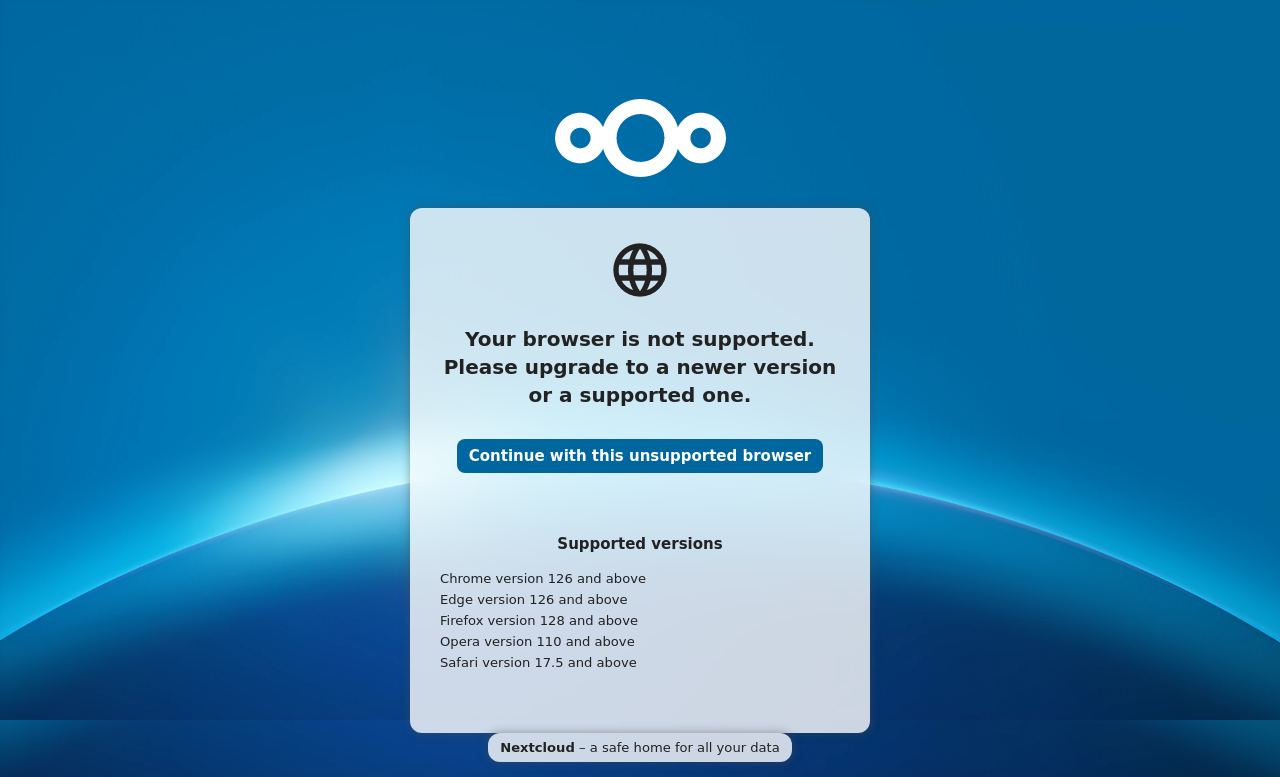 Your browser is not supported.
Please upgrade to a newer version
or a supported one.
Continue with this unsupported browser
Supported versions
Chrome version 126 and above
Edge version 126 and above
Firefox version 128 and above
Opera version 110 and above
Safari version 17.5 and above
Nextcloud – a safe home for all your data